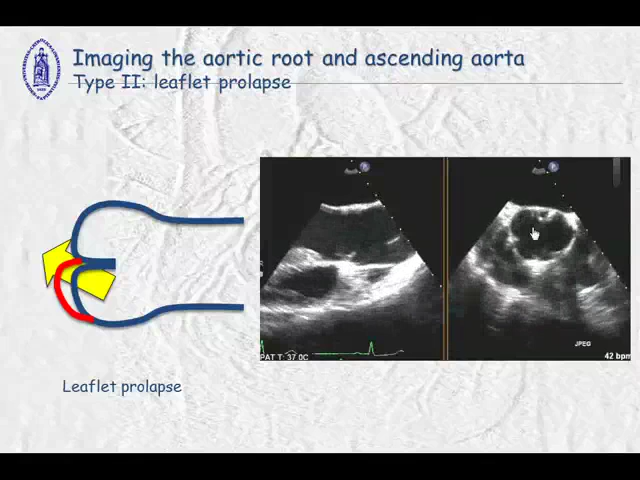 Imaging the aortic root and ascending aorta
Type II: leaflet prolapse
JPEG
PAT T: 37.0C
42 bpm
Leaflet prolapse